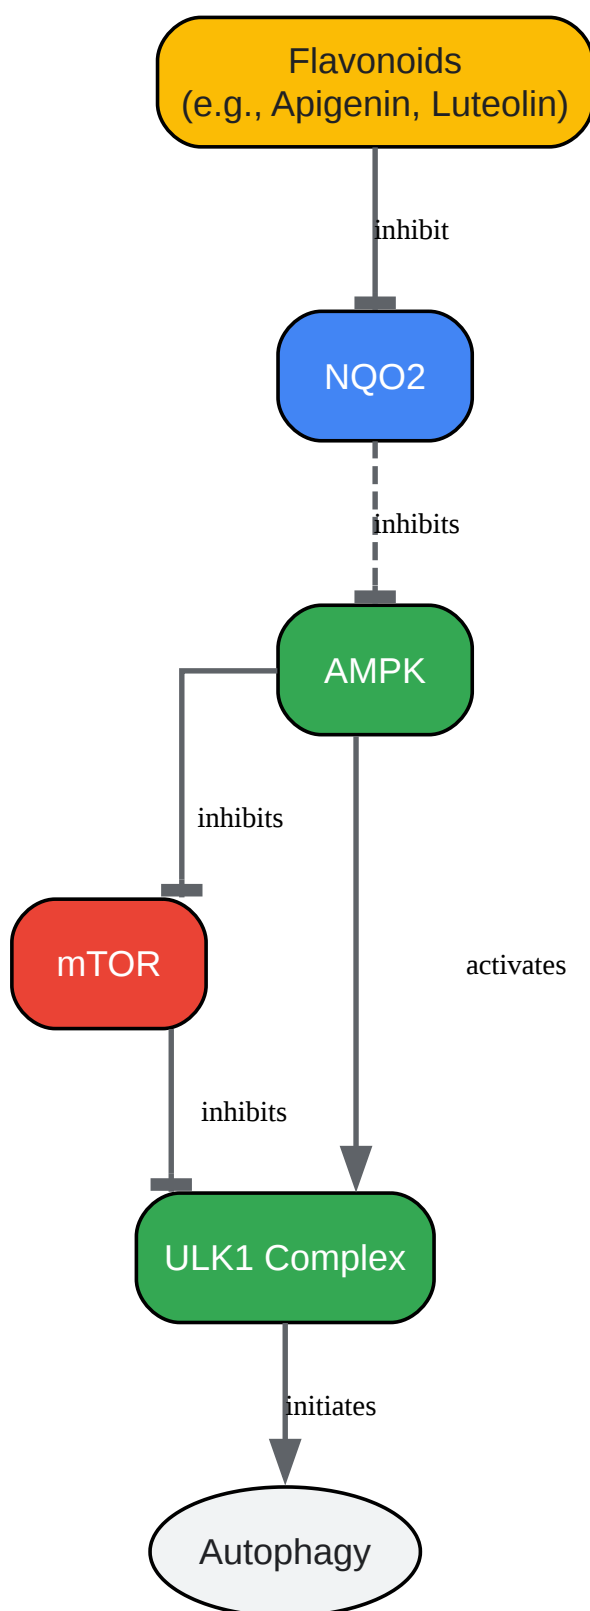 Flavonoids
(e.g., Apigenin, Luteolin)
inhibit
NQO2
inhibits
AMPK
inhibits
mTOR
activates
inhibits
ULK1 Complex
initiates
Autophagy